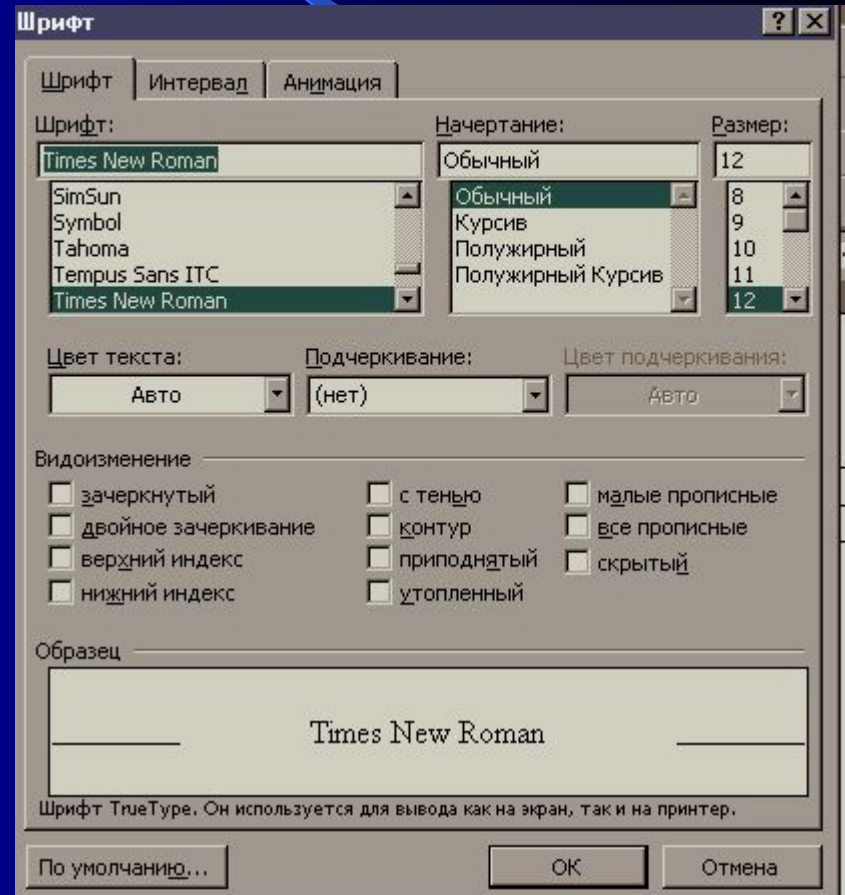 Шрифт
Шрифт Интервал Анимация
Шрифт: Начертание: Размер:
Times New Roman Обычный 12
SimSun Обычный 8
Symbol Курсив 9
Tahoma Полужирный 10
Tempus Sans ITC Полужирный Курсив 11
Times New Roman 12
Цвет текста: Подчеркивание: Цвет подчеркивания:
Авто (нет) Авто
Видоизменение
зачеркнутый с тенью малые прописные
двойное зачеркивание контур все прописные
верхний индекс приподнятый скрытый
нижний индекс утопленный
Образец
Times New Roman
Шрифт TrueType. Он используется для вывода как на экран, так и на принтер.
По умолчанию... ОК Отмена